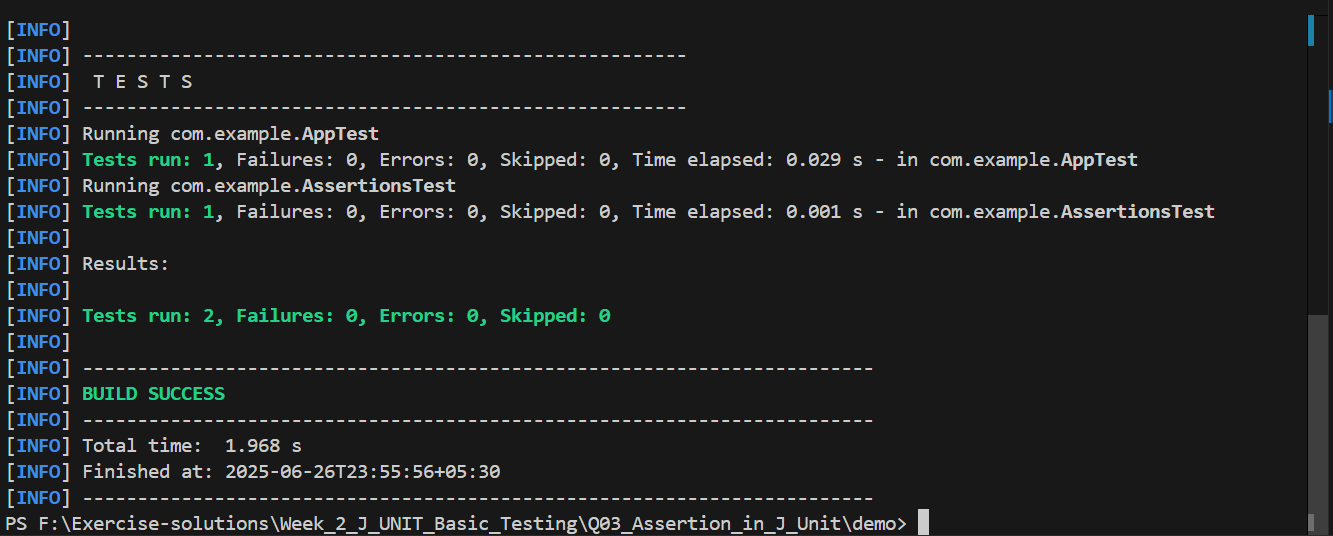 [INFO]
[INFO] -------------------------------------------------------
[INFO]  T E S T S
[INFO] -------------------------------------------------------
[INFO] Running com.example.AppTest
[INFO] Tests run: 1, Failures: 0, Errors: 0, Skipped: 0, Time elapsed: 0.029 s - in com.example.AppTest
[INFO] Running com.example.AssertionsTest
[INFO] Tests run: 1, Failures: 0, Errors: 0, Skipped: 0, Time elapsed: 0.001 s - in com.example.AssertionsTest
[INFO]
[INFO] Results:
[INFO]
[INFO] Tests run: 2, Failures: 0, Errors: 0, Skipped: 0
[INFO]
[INFO] ------------------------------------------------------------------------
[INFO] BUILD SUCCESS
[INFO] ------------------------------------------------------------------------
[INFO] Total time:  1.968 s
[INFO] Finished at: 2025-06-26T23:55:56+05:30
[INFO] ------------------------------------------------------------------------
PS F:\Exercise-solutions\Week_2_J_UNIT_Basic_Testing\Q03_Assertion_in_J_Unit\demo>